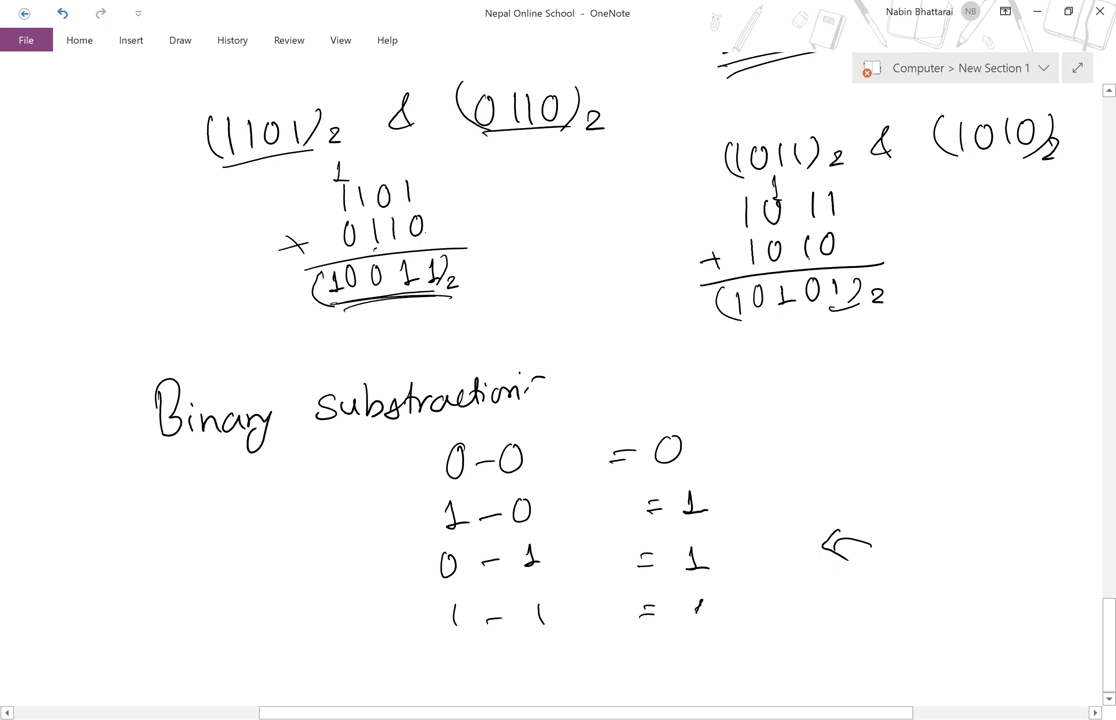 Nepal Online School - OneNote
Nabin Bhattarai NB
File Home Insert Draw History Review View Help
Computer > New Section 1
(1101)2 & (0110)2
1
1101
+ 0110
(10011)2
(1011)2 & (1010)2
1
1011
+ 1010
(10101)2
Binary substraction:-
0-0 = 0
1-0 = 1
0-1 = 1
1-1 =